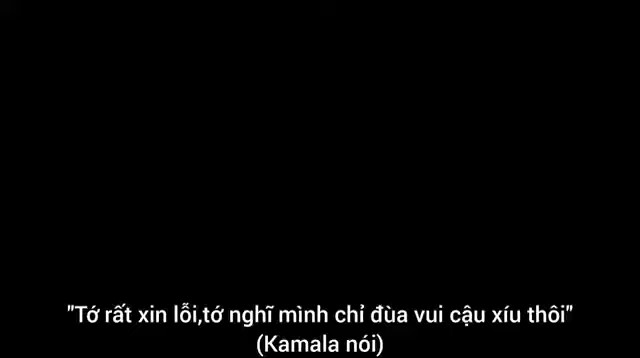 "Tớ rất xin lỗi,tớ nghĩ mình chỉ đùa vui cậu xíu thôi"
(Kamala nói)